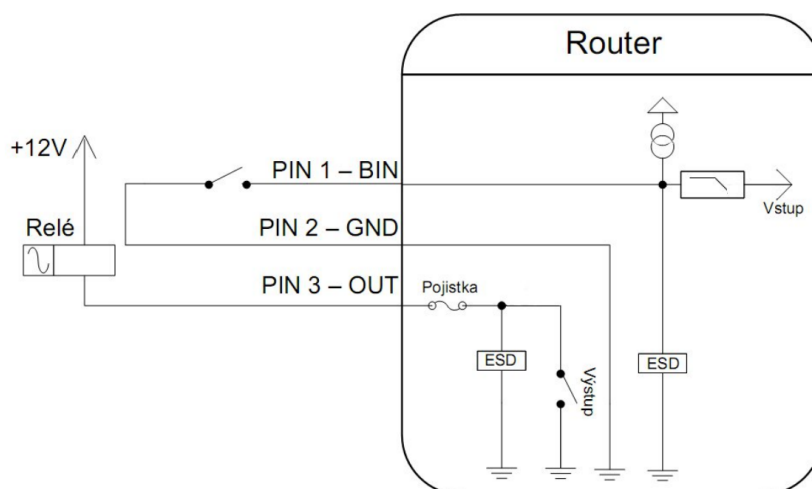 Router
+12V
PIN 1 – BIN
Vstup
Relé
PIN 2 – GND
PIN 3 – OUT
Pojistka
ESD
Výstup
ESD